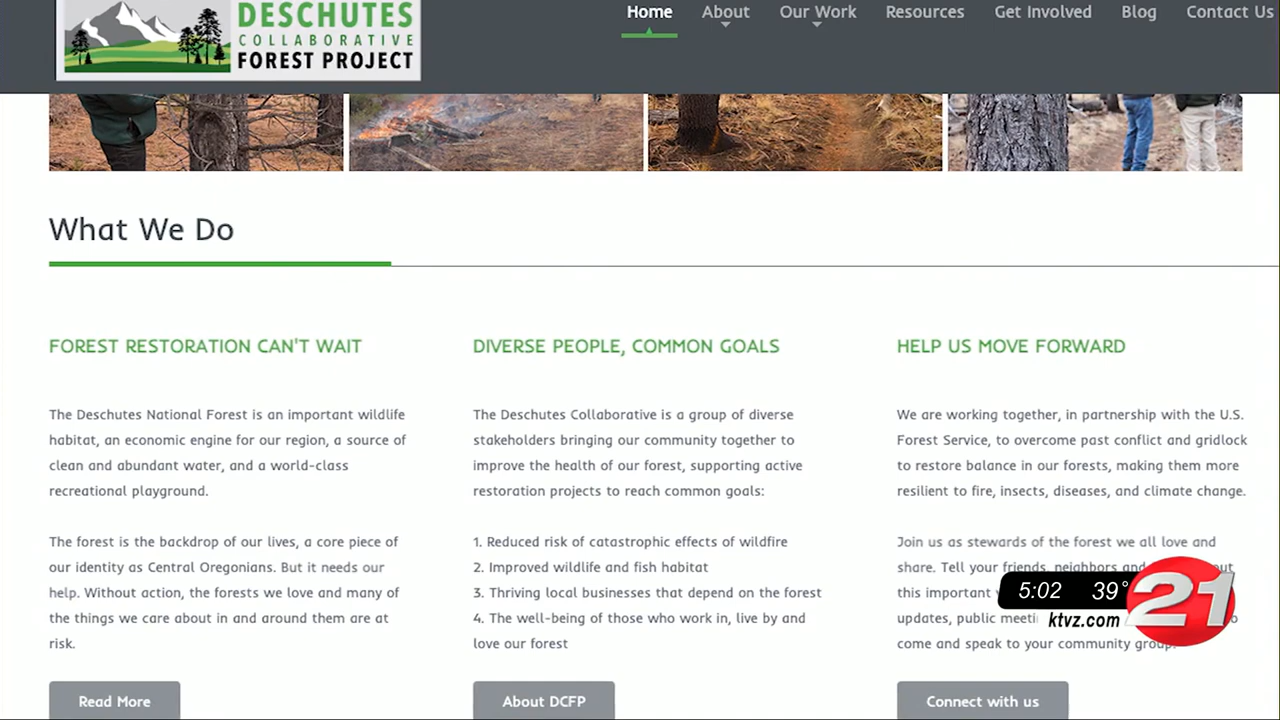 DESCHUTES
COLLABORATIVE
FOREST PROJECT
Home About Our Work Resources Get Involved Blog Contact Us
What We Do
FOREST RESTORATION CAN'T WAIT
The Deschutes National Forest is an important wildlife
habitat, an economic engine for our region, a source of
clean and abundant water, and a world-class
recreational playground.
The forest is the backdrop of our lives, a core piece of
our identity as Central Oregonians. But it needs our
help. Without action, the forests we love and many of
the things we care about in and around them are at
risk.
Read More
DIVERSE PEOPLE, COMMON GOALS
The Deschutes Collaborative is a group of diverse
stakeholders bringing our community together to
improve the health of our forest, supporting active
restoration projects to reach common goals:
1. Reduced risk of catastrophic effects of wildfire
2. Improved wildlife and fish habitat
3. Thriving local businesses that depend on the forest
4. The well-being of those who work in, live by and
love our forest
About DCFP
HELP US MOVE FORWARD
We are working together, in partnership with the U.S.
Forest Service, to overcome past conflict and gridlock
to restore balance in our forests, making them more
resilient to fire, insects, diseases, and climate change.
Join us as stewards of the forest we all love and
share. Tell your friends, neighbors
this important
updates, public
come and speak to your community group.
Connect with us
5:02 39°
ktvz.com
21